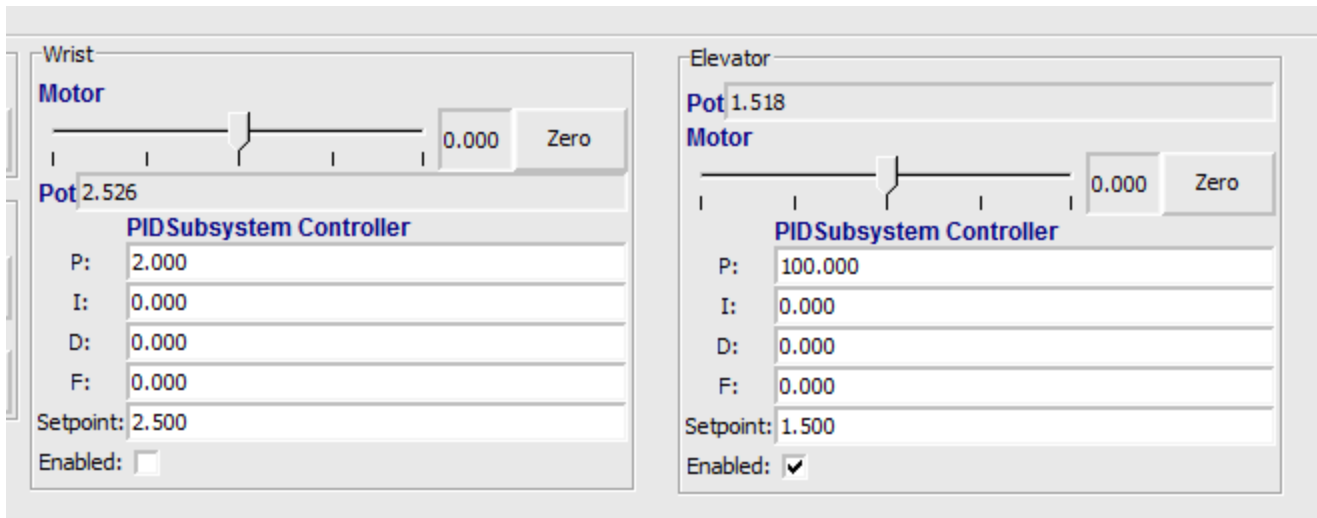 Wrist
Motor
0.000 Zero
Pot 2.526
PIDSubsystem Controller
P: 2.000
I: 0.000
D: 0.000
F: 0.000
Setpoint: 2.500
Enabled:
Elevator
Pot 1.518
Motor
0.000 Zero
PIDSubsystem Controller
P: 100.000
I: 0.000
D: 0.000
F: 0.000
Setpoint: 1.500
Enabled: